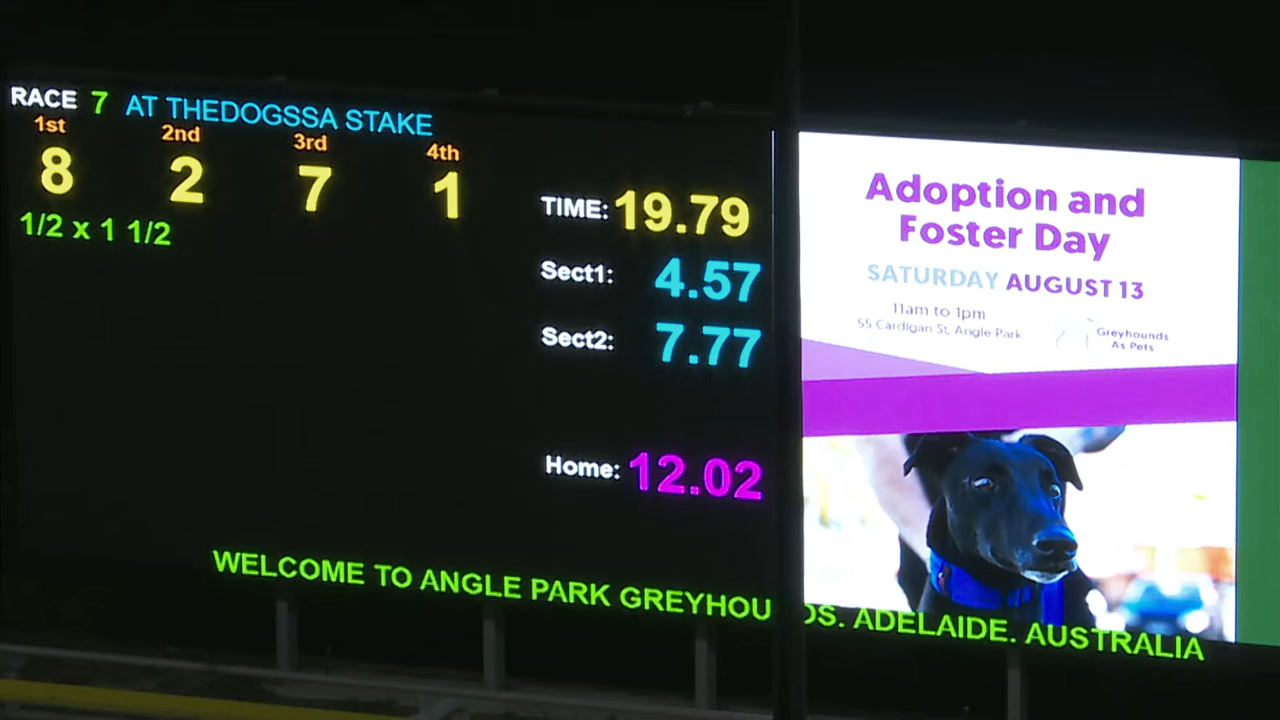 RACE 7 AT THEDOGSSA STAKE
1st 2nd 3rd 4th
8 2 7 1
1/2 x 1 1/2
TIME: 19.79
Sect1: 4.57
Sect2: 7.77
Home: 12.02
Adoption and
Foster Day
SATURDAY AUGUST 13
11am to 1pm
55 Cardigan St, Angle Park
Greyhounds
As Pets
WELCOME TO ANGLE PARK GREYHOU DS. ADELAIDE. AUSTRALIA